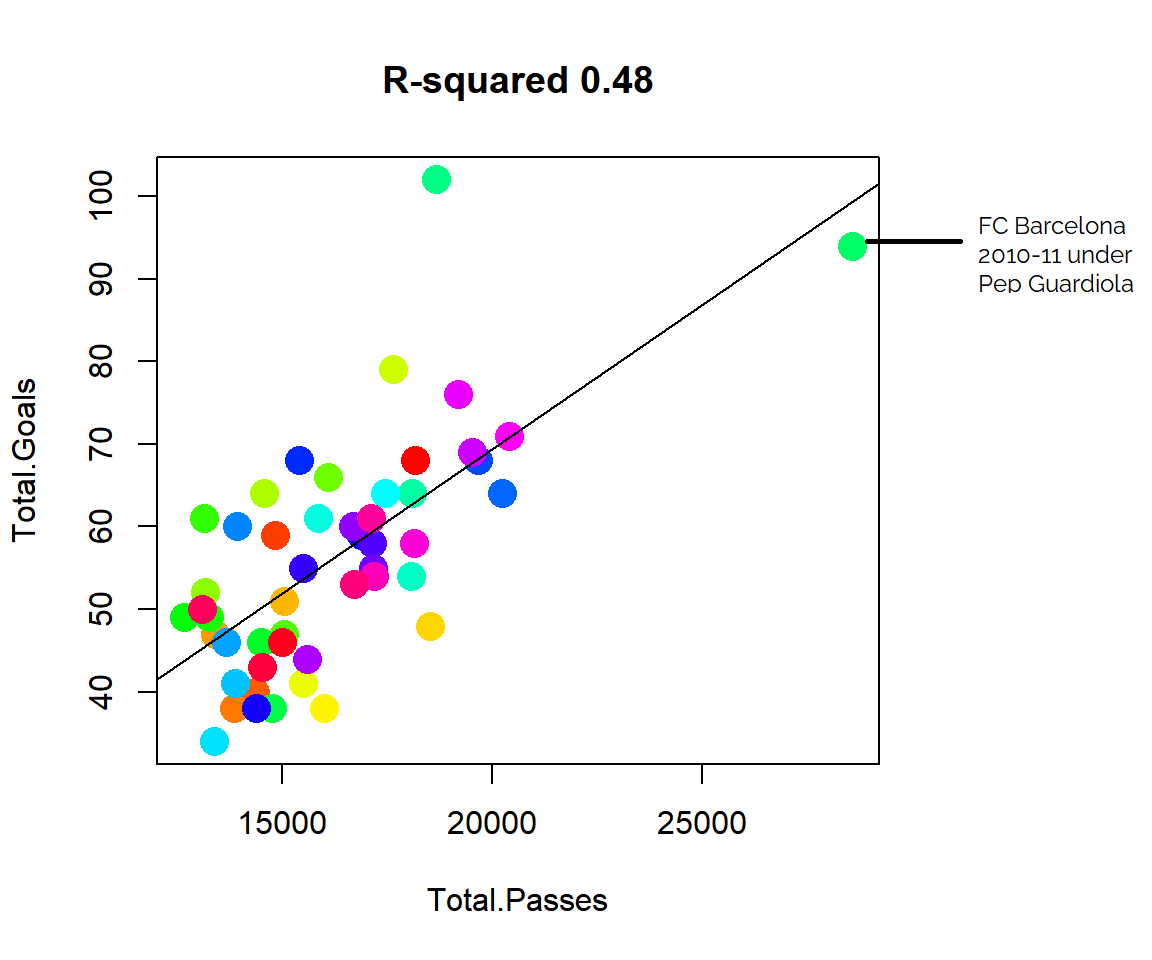 R-squared 0.48
100
90
80
70
60
50
40
Total.Goals
FC Barcelona
2010-11 under
Pep Guardiola
15000 20000 25000
Total.Passes